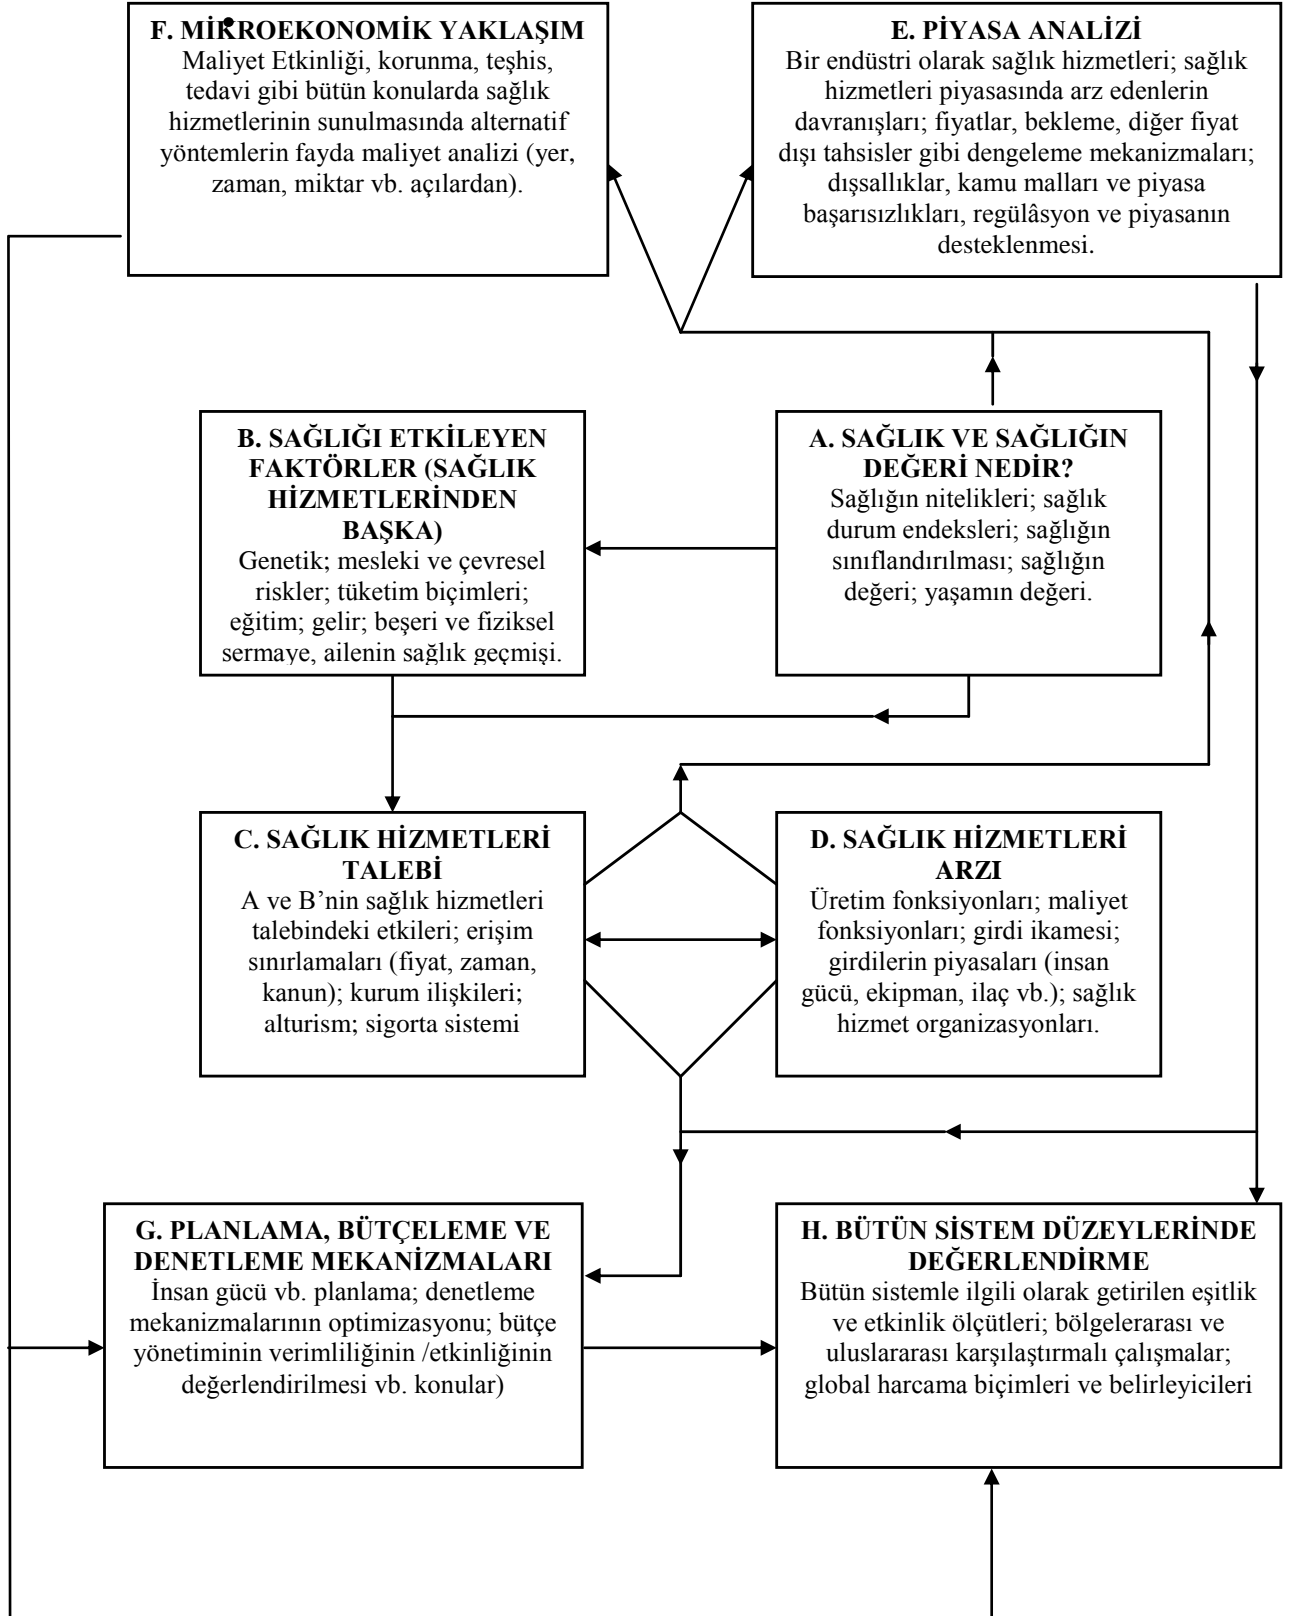 F. MİKROEKONOMİK YAKLAŞIM
Maliyet Etkinliği, korunma, teşhis,
tedavi gibi bütün konularda sağlık
hizmetlerinin sunulmasında alternatif
yöntemlerin fayda maliyet analizi (yer,
zaman, miktar vb. açılardan).
E. PİYASA ANALİZİ
Bir endüstri olarak sağlık hizmetleri; sağlık
hizmetleri piyasasında arz edenlerin
davranışları; fiyatlar, bekleme, diğer fiyat
dışı tahsisler gibi dengeleme mekanizmaları;
dışsallıklar, kamu malları ve piyasa
başarısızlıkları, regülâsyon ve piyasanın
desteklenmesi.
B. SAĞLIĞI ETKİLEYEN
FAKTÖRLER (SAĞLIK
HİZMETLERİNDEN
BAŞKA)
Genetik; mesleki ve çevresel
riskler; tüketim biçimleri;
eğitim; gelir; beşeri ve fiziksel
sermaye, ailenin sağlık geçmişi.
A. SAĞLIK VE SAĞLIĞIN
DEĞERİ NEDİR?
Sağlığın nitelikleri; sağlık
durum endeksleri; sağlığın
sınıflandırılması; sağlığın
değeri; yaşamın değeri.
C. SAĞLIK HİZMETLERİ
TALEBİ
A ve B’nin sağlık hizmetleri
talebindeki etkileri; erişim
sınırlamaları (fiyat, zaman,
kanun); kurum ilişkileri;
alturism; sigorta sistemi
D. SAĞLIK HİZMETLERİ
ARZI
Üretim fonksiyonları; maliyet
fonksiyonları; girdi ikamesi;
girdilerin piyasaları (insan
gücü, ekipman, ilaç vb.); sağlık
hizmet organizasyonları.
G. PLANLAMA, BÜTÇELEME VE
DENETLEME MEKANİZMALARI
İnsan gücü vb. planlama; denetleme
mekanizmalarının optimizasyonu; bütçe
yönetiminin verimliliğinin /etkinliğinin
değerlendirilmesi vb. konular)
H. BÜTÜN SİSTEM DÜZEYLERİNDE
DEĞERLENDİRME
Bütün sistemle ilgili olarak getirilen eşitlik
ve etkinlik ölçütleri; bölgelerarası ve
uluslararası karşılaştırmalı çalışmalar;
global harcama biçimleri ve belirleyicileri